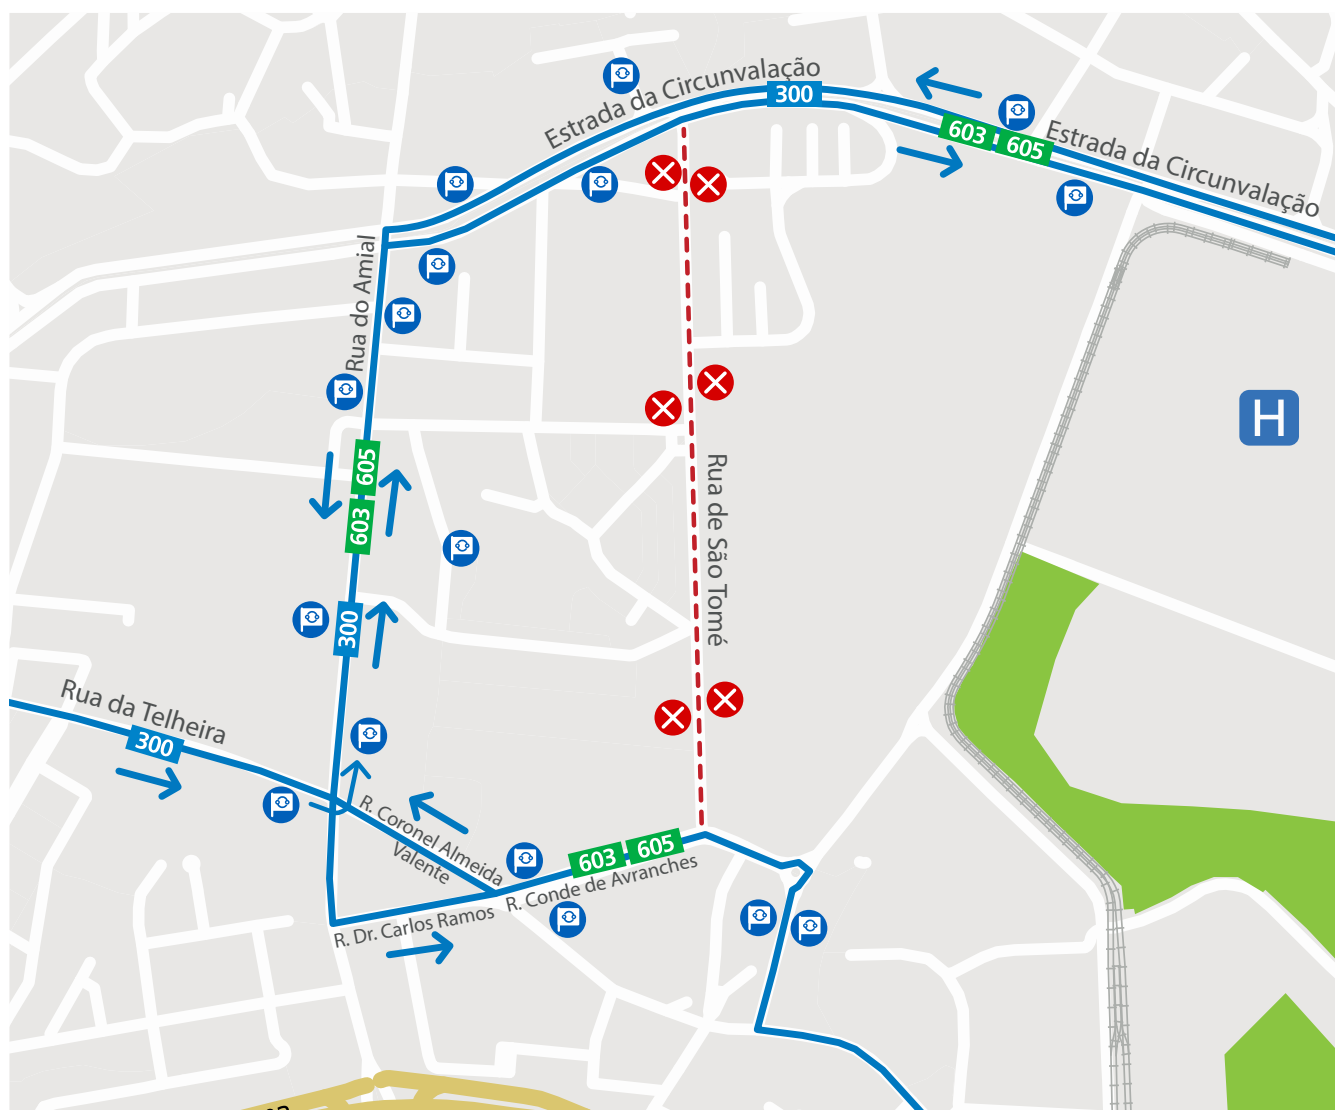 Estrada da Circunvalação
300
603
605
Estrada da Circunvalação
Rua do Amial
H
605
603
Rua de São Tomé
300
Rua da Telheira
300
R. Coronel Almeida
Valente
603
605
R. Conde de Avranches
R. Dr. Carlos Ramos